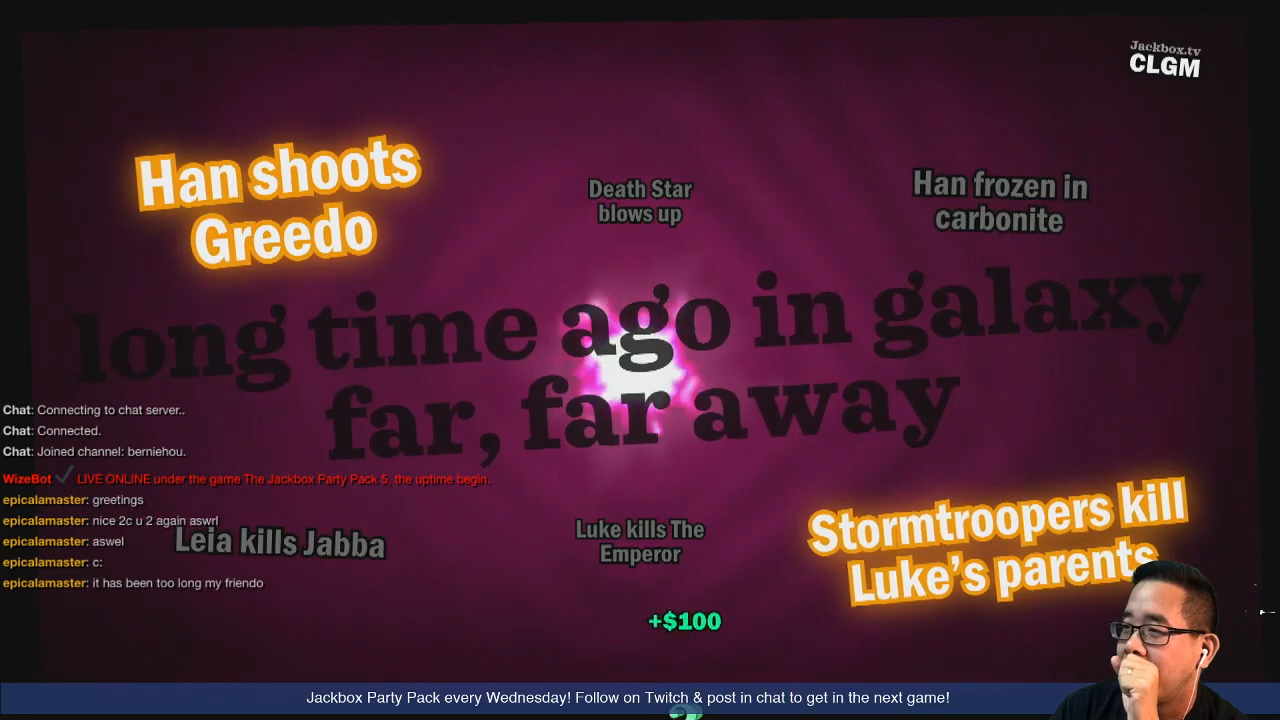 Jackbox.tv
CLGM
Han shoots
Greedo
Death Star
blows up
Han frozen in
carbonite
long time ago in galaxy
far, far away
Chat: Connecting to chat server..
Chat: Connected.
Chat: Joined channel: berniehou.
WizeBot LIVE ONLINE under the game The Jackbox Party Pack 5, the uptime begin.
epicalamaster: greetings
epicalamaster: nice 2c u 2 again aswrl
epicalamaster: aswel
epicalamaster: c:
epicalamaster: it has been too long my friendo
Leia kills Jabba
Luke kills The
Emperor
Stormtroopers kill
Luke's parents
+$100
Jackbox Party Pack every Wednesday! Follow on Twitch & post in chat to get in the next game!